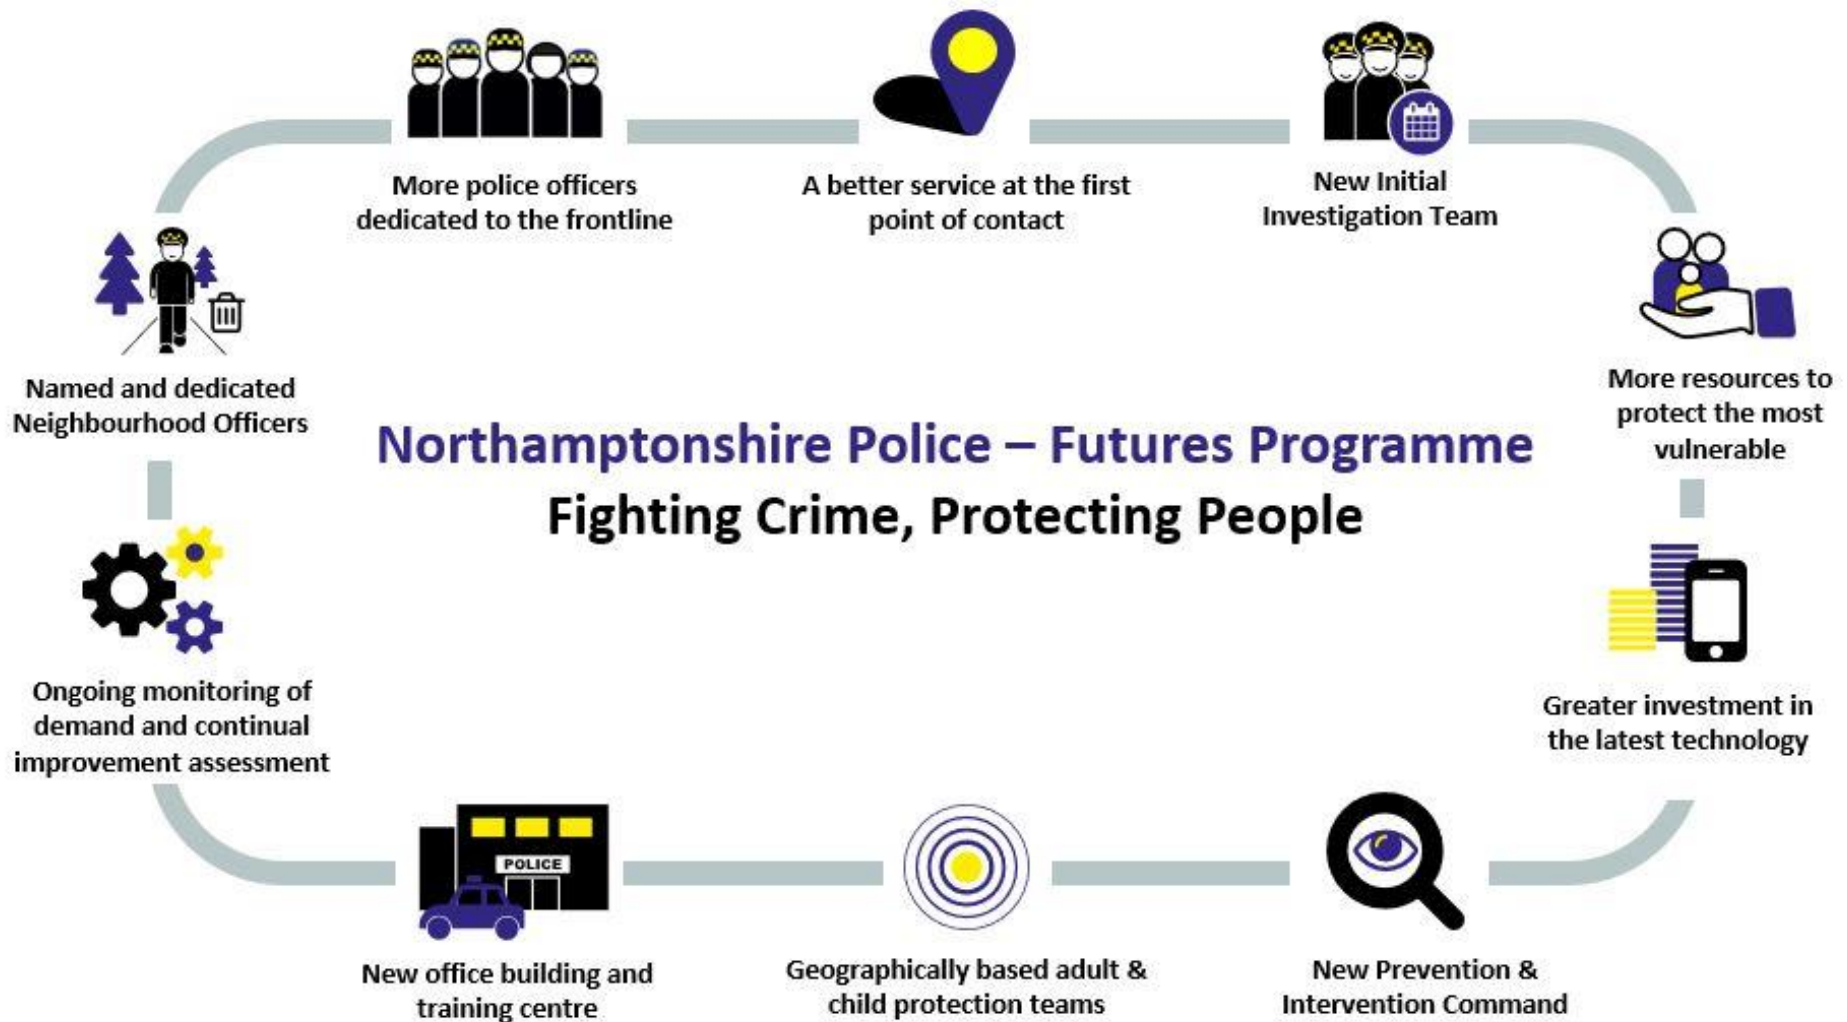 More police officers
dedicated to the frontline
A better service at the first
point of contact
New Initial
Investigation Team
Named and dedicated
Neighbourhood Officers
More resources to
protect the most
vulnerable
Northamptonshire Police – Futures Programme
Fighting Crime, Protecting People
Ongoing monitoring of
demand and continual
improvement assessment
Greater investment in
the latest technology
POLICE
New office building and
training centre
Geographically based adult &
child protection teams
New Prevention &
Intervention Command